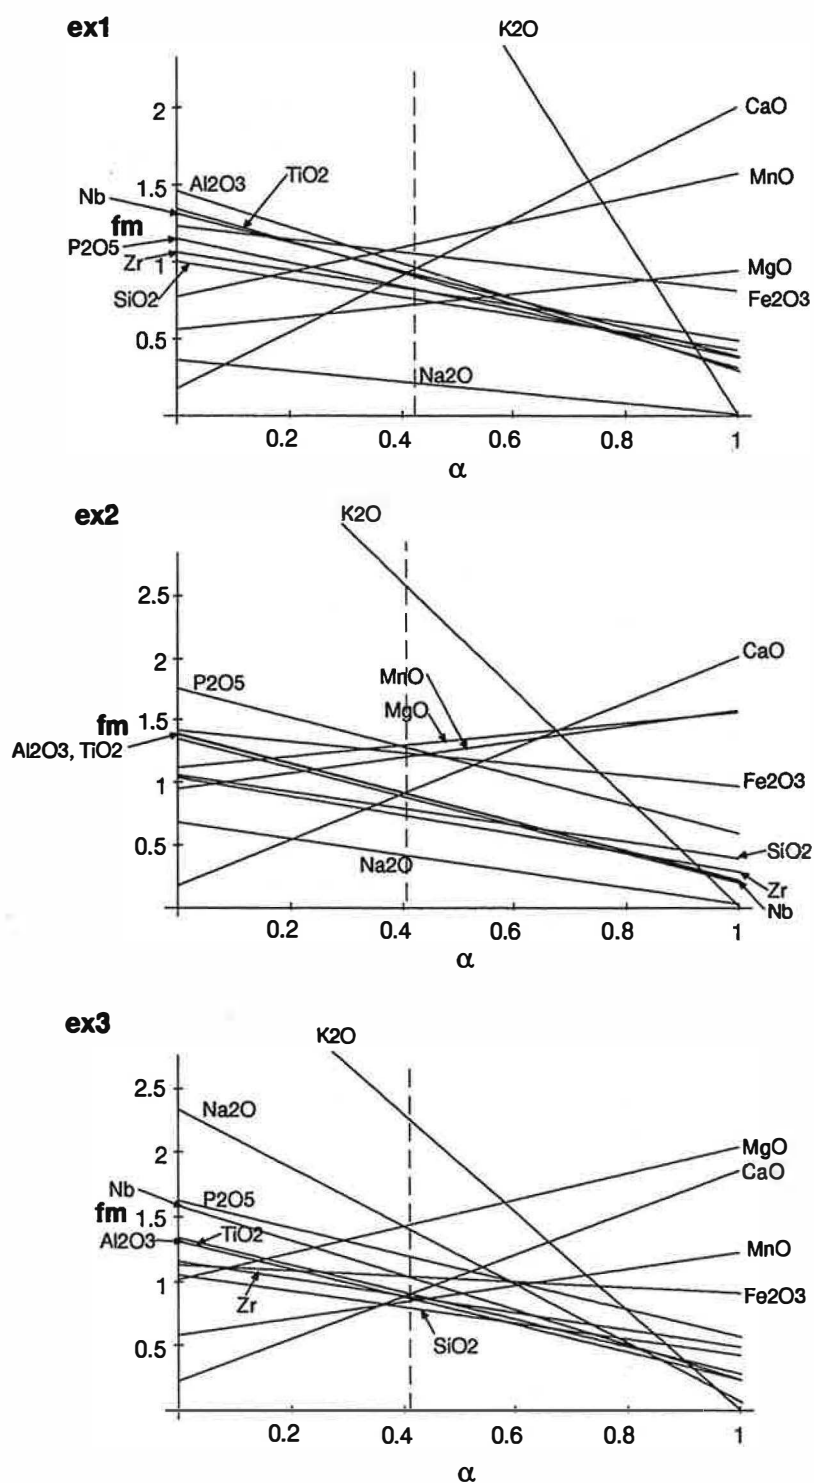 ex1
K2O
2
CaO
1.5
Al2O3
TiO2
MnO
Nb
fm
P2O5
Zr
1
MgO
SiO2
Fe2O3
0.5
Na2O
0.2
0.4
0.6
0.8
1
α
ex2
K2O
2.5
2
CaO
P2O5
MnO
MgO
1.5
fm
Al2O3, TiO2
1
Fe2O3
0.5
SiO2
Na2O
Zr
Nb
0.2
0.4
0.6
0.8
1
α
ex3
K2O
2.5
Na2O
2
MgO
CaO
Nb
P2O5
1.5
fm
TiO2
Al2O3
MnO
1
Fe2O3
Zr
SiO2
0.5
0.2
0.4
0.6
0.8
1
α